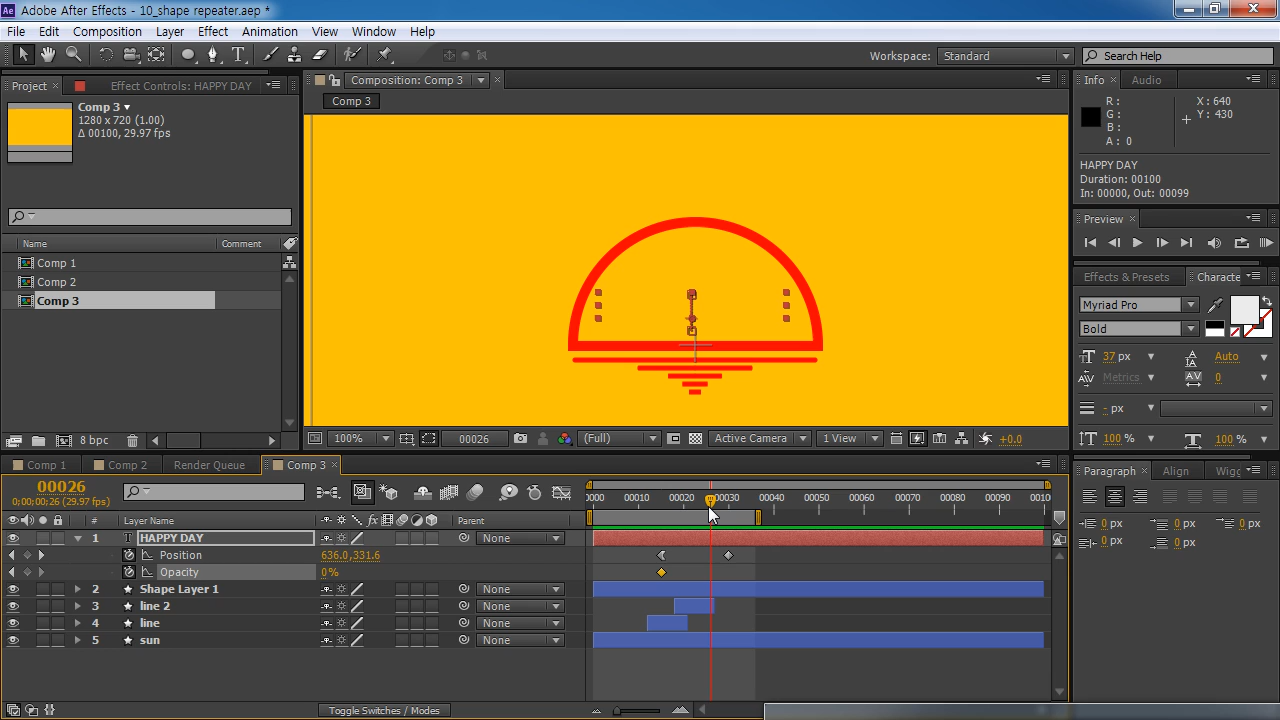 Adobe After Effects - 10_shape repeater.aep *
File Edit Composition Layer Effect Animation View Window Help
Workspace: Standard Search Help
Project × Effect Controls: HAPPY DAY
Composition: Comp 3 ×
Info × Audio
Comp 3
Comp 3
1280 x 720 (1.00)
Δ 00100, 29.97 fps
R :
G :
B :
A : 0
X : 640
Y : 430
HAPPY DAY
Duration: 00100
In: 00000, Out: 00099
Preview ×
Name Comment
Comp 1
Comp 2
Comp 3
Effects & Presets Characte
Myriad Pro
Bold
37 px Auto
Metrics 0
- px
100 % 100 %
8 bpc
100% 00026 (Full) Active Camera 1 View +0.0
Comp 1 Comp 2 Render Queue Comp 3 ×
Paragraph × Align Wigg
00026
0;00;00;26 (29.97 fps)
0000 00010 00020 00030 00040 00050 00060 00070 00080 00090 0010
# Layer Name fx Parent
1 T HAPPY DAY None
Position 636.0,331.6
Opacity 0%
2 Shape Layer 1 None
3 line 2 None
4 line None
5 sun None
0 px 0 px 0 px
0 px 0 px
Toggle Switches / Modes